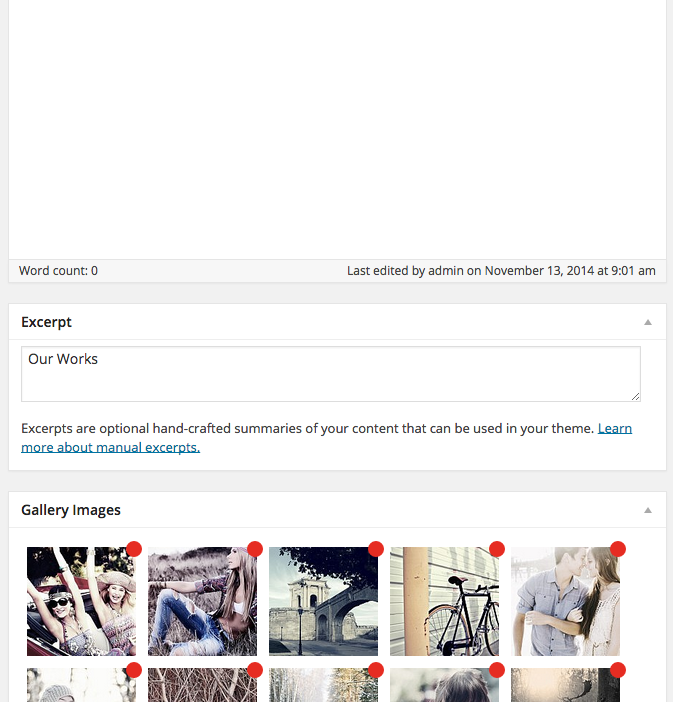 Word count: 0
Last edited by admin on November 13, 2014 at 9:01 am
Excerpt
Our Works
Excerpts are optional hand-crafted summaries of your content that can be used in your theme. Learn
more about manual excerpts.
Gallery Images